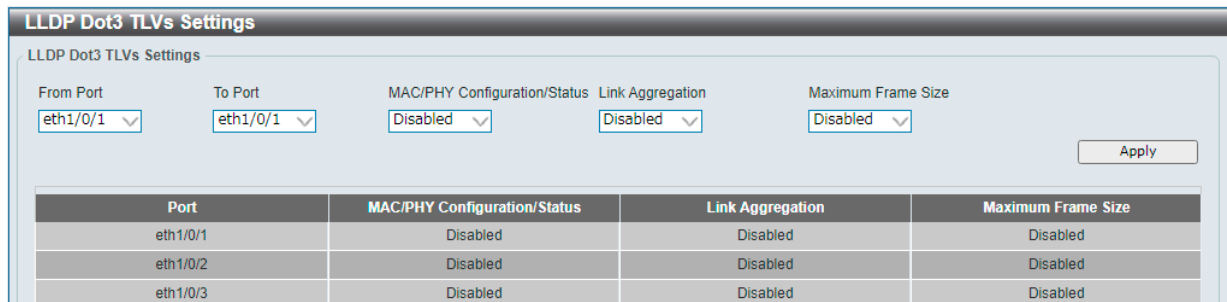 LLDP Dot3 TLVs Settings
LLDP Dot3 TLVs Settings
From Port To Port MAC/PHY Configuration/Status Link Aggregation Maximum Frame Size
eth1/0/1 eth1/0/1 Disabled Disabled Disabled
Apply
Port MAC/PHY Configuration/Status Link Aggregation Maximum Frame Size
eth1/0/1 Disabled Disabled Disabled
eth1/0/2 Disabled Disabled Disabled
eth1/0/3 Disabled Disabled Disabled